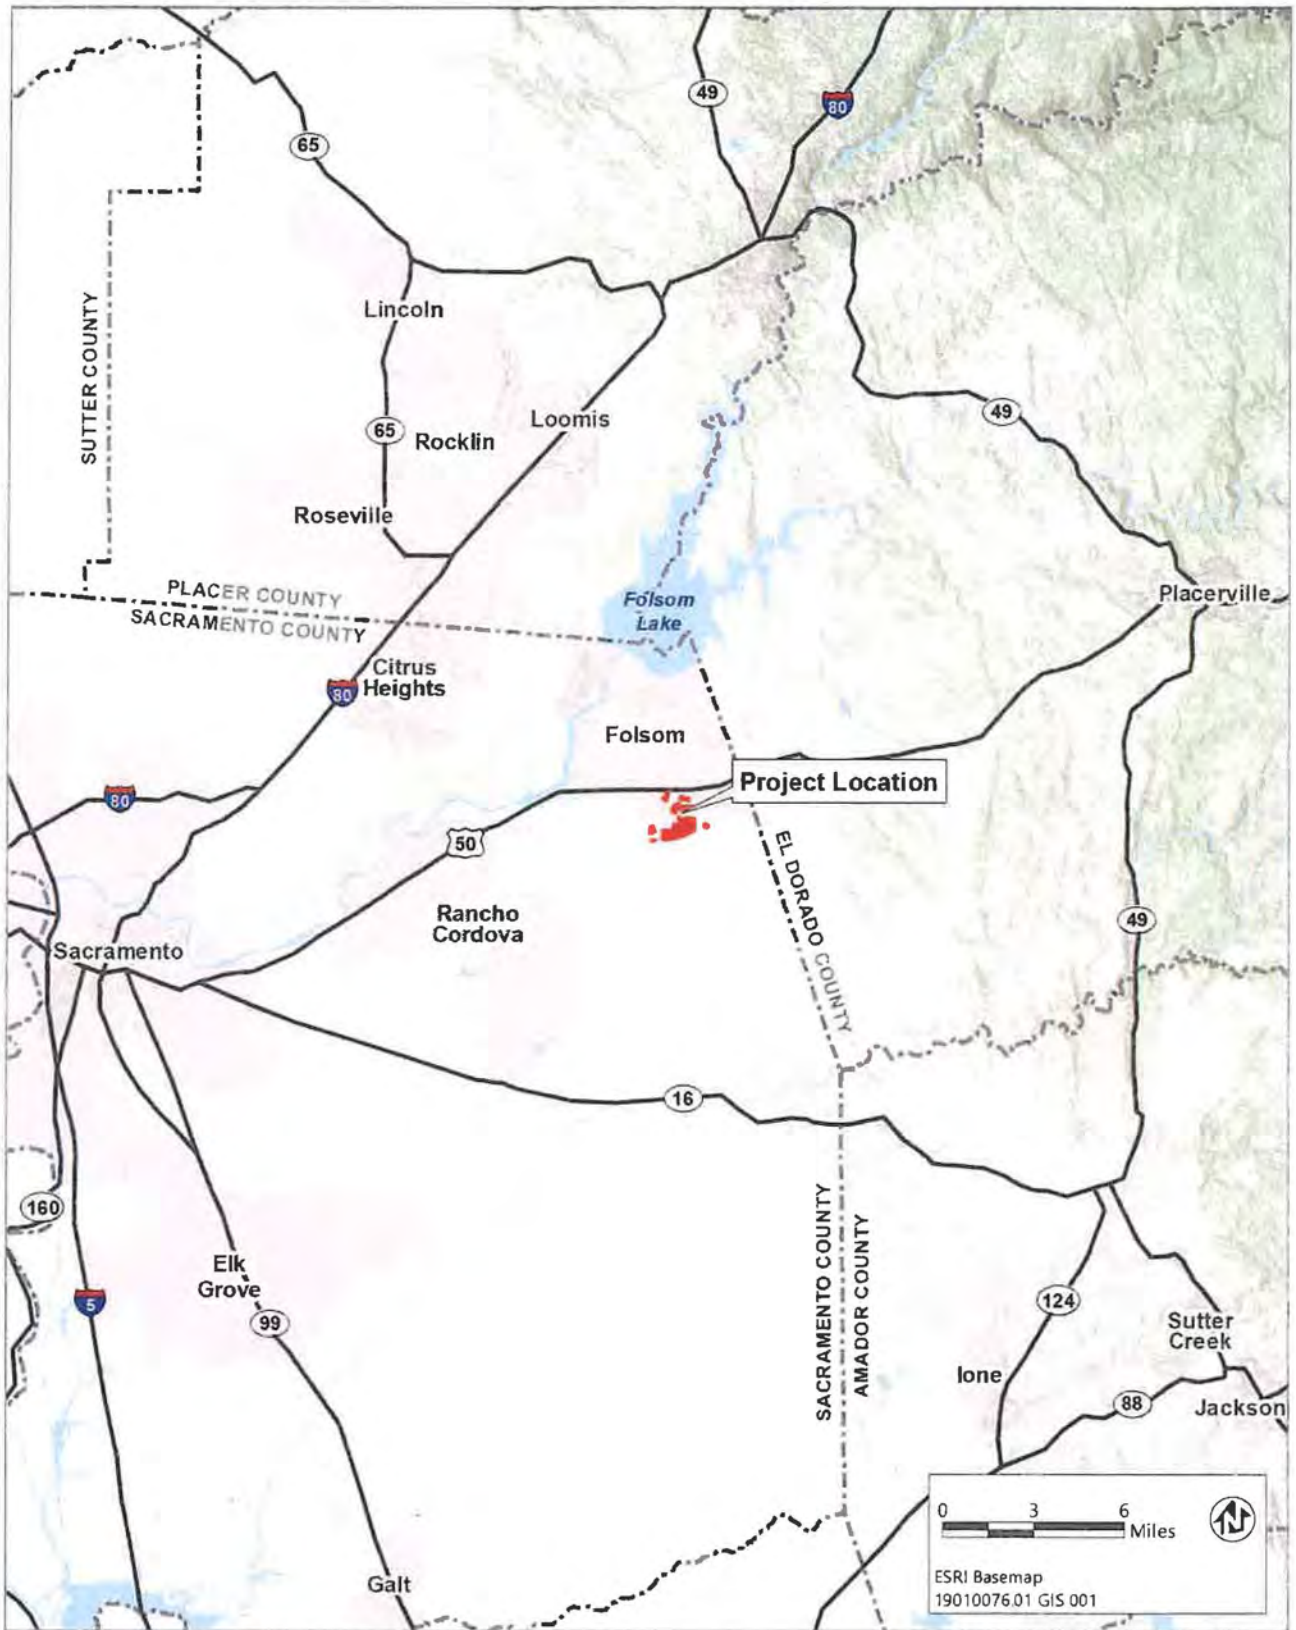 49
80
65
SUTTER COUNTY
Lincoln
Loomis
49
65
Rocklin
Roseville
PLACER COUNTY
SACRAMENTO COUNTY
Folsom
Lake
Placerville
Citrus
Heights
80
Folsom
Project Location
80
50
EL DORADO COUNTY
Rancho
Cordova
49
Sacramento
16
160
SACRAMENTO COUNTY
AMADOR COUNTY
Elk
Grove
5
99
124
Sutter
Creek
Ione
88
Jackson
0 3 6
Miles
N
ESRI Basemap
19010076.01 GIS 001
Galt